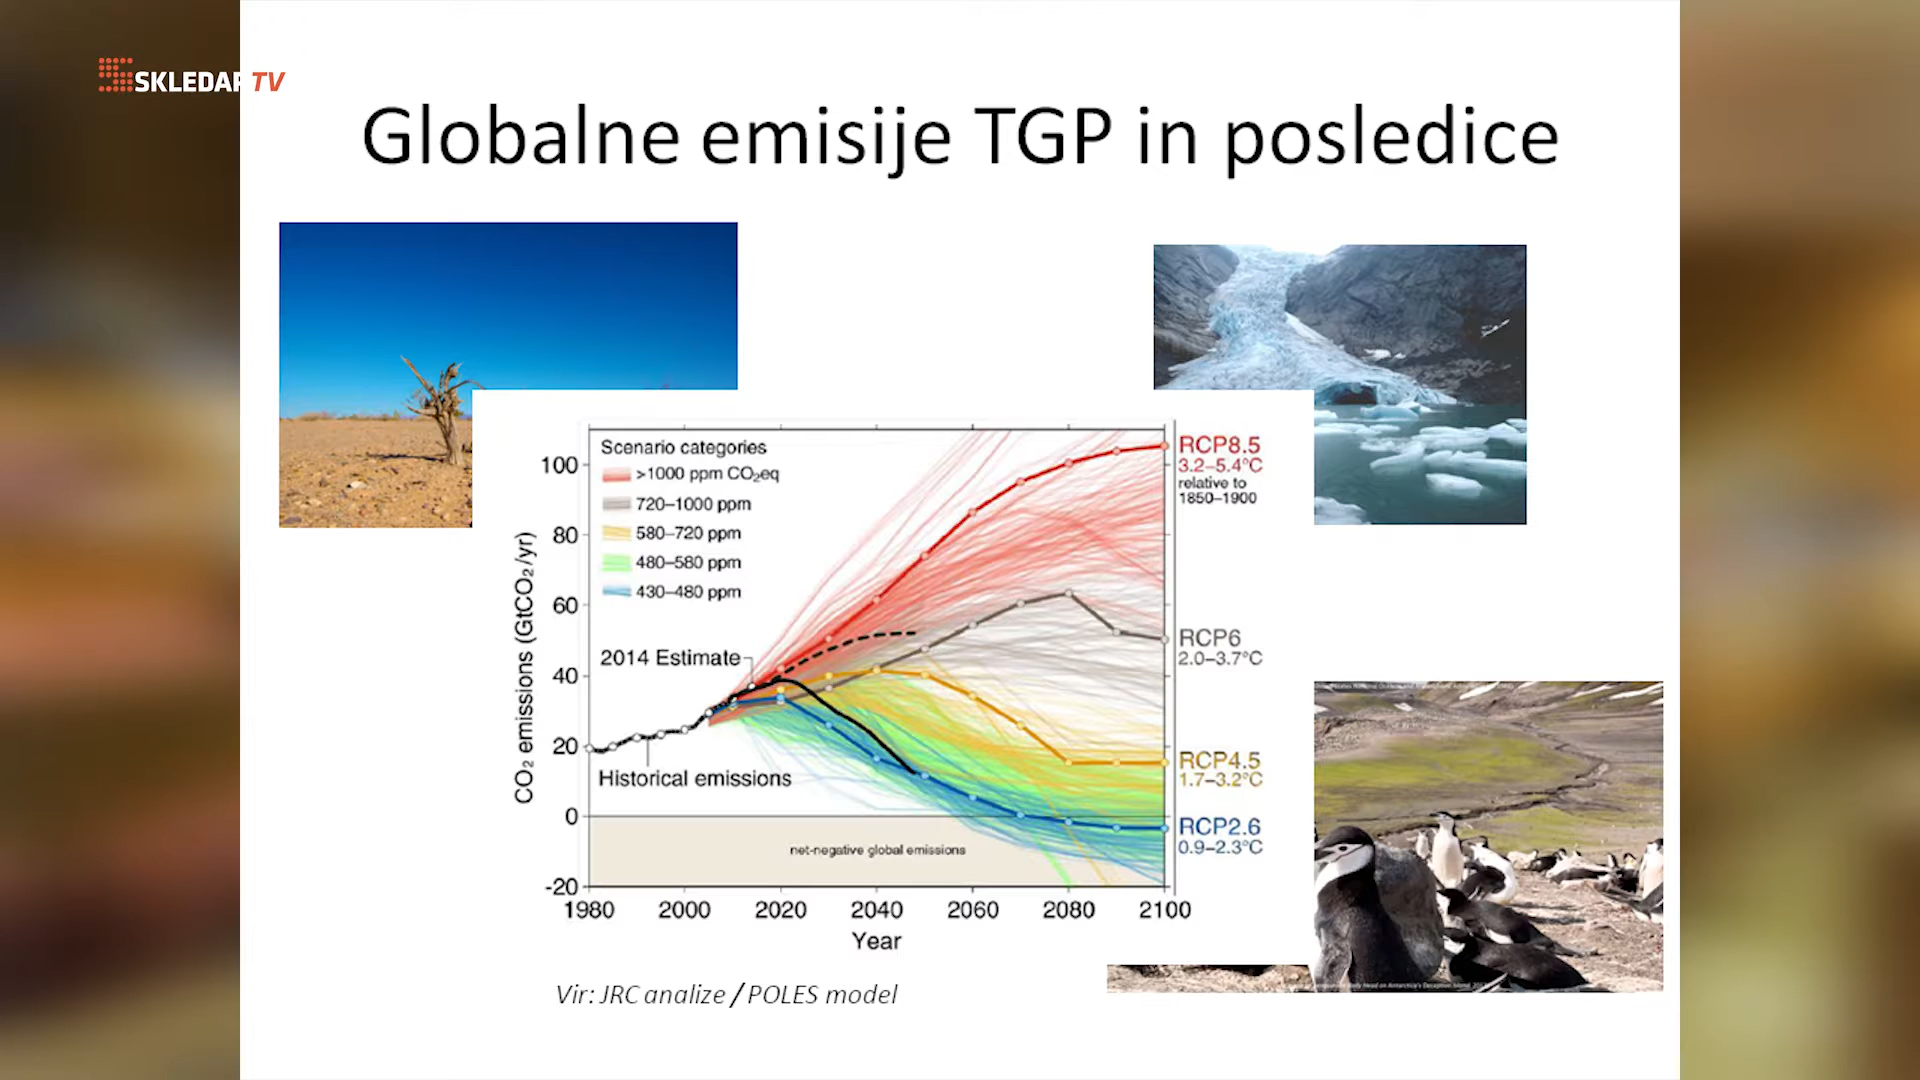 SKLEDAR TV
Globalne emisije TGP in posledice
Scenario categories
>1000 ppm CO₂eq
720–1000 ppm
580–720 ppm
480–580 ppm
430–480 ppm
2014 Estimate
Historical emissions
net-negative global emissions
CO₂ emissions (GtCO₂/yr)
100
80
60
40
20
0
-20
1980 2000 2020 2040 2060 2080 2100
Year
RCP8.5
3.2–5.4°C
relative to
1850–1900
RCP6
2.0–3.7°C
RCP4.5
1.7–3.2°C
RCP2.6
0.9–2.3°C
Vir: JRC analize / POLES model